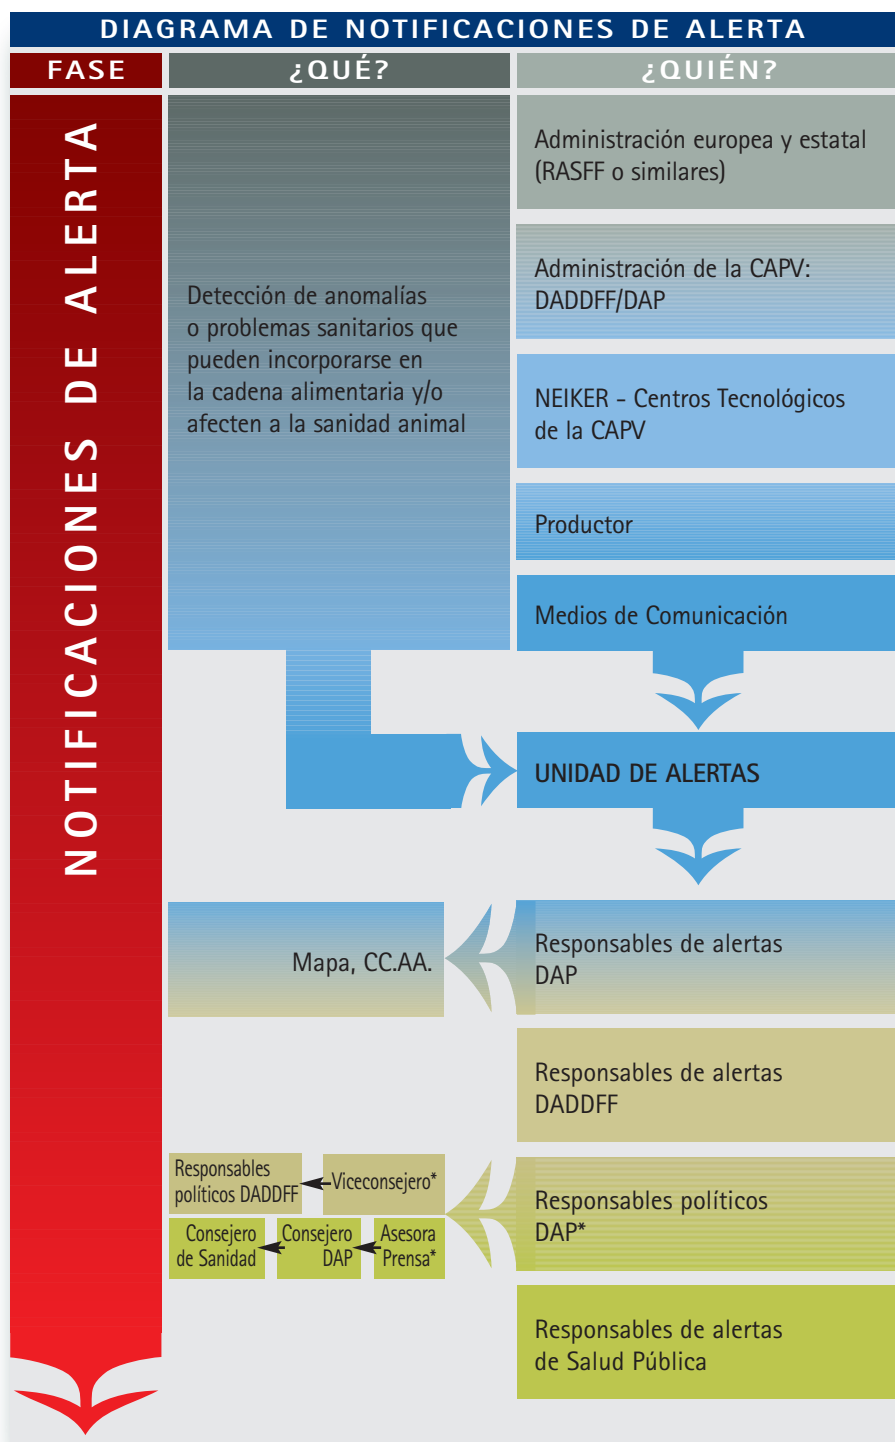 DIAGRAMA DE NOTIFICACIONES DE ALERTA
FASE
¿QUÉ?
¿QUIÉN?
NOTIFICACIONES DE ALERTA
Detección de anomalías
o problemas sanitarios que
pueden incorporarse en
la cadena alimentaria y/o
afecten a la sanidad animal
Administración europea y estatal
(RASFF o similares)
Administración de la CAPV:
DADDFF/DAP
NEIKER - Centros Tecnológicos
de la CAPV
Productor
Medios de Comunicación
UNIDAD DE ALERTAS
Mapa, CC.AA.
Responsables de alertas
DAP
Responsables de alertas
DADDFF
Responsables
políticos DADDFF
Viceconsejero*
Consejero
de Sanidad
Consejero
DAP
Asesora
Prensa*
Responsables políticos
DAP*
Responsables de alertas
de Salud Pública